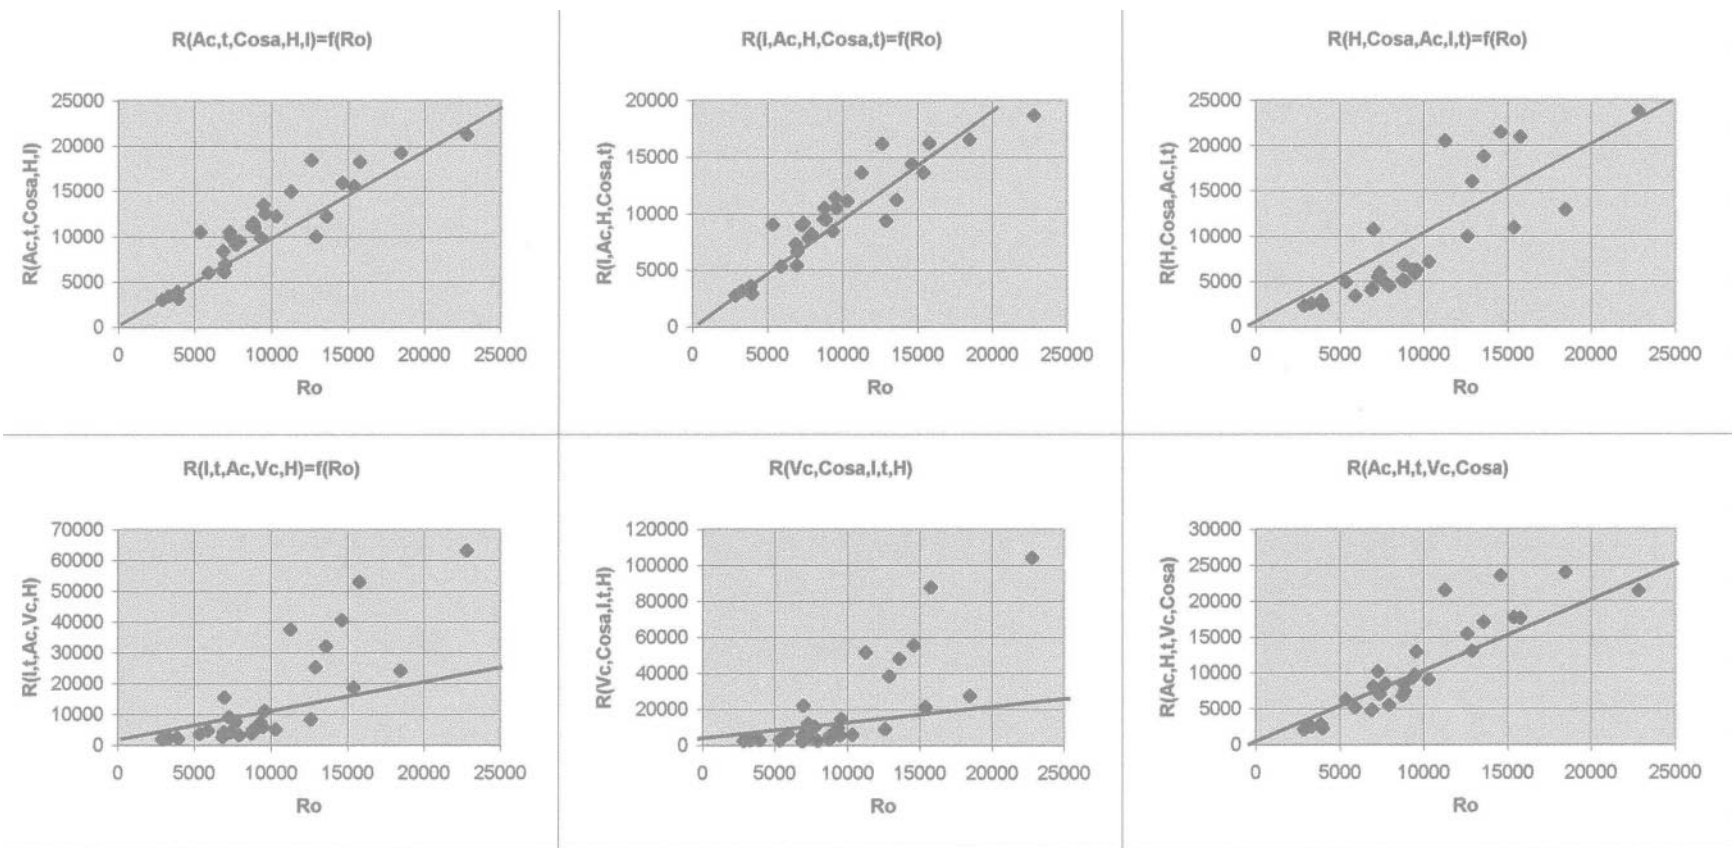 R(Ac,t,Cosa,H,I)=f(Ro)
R(Ac,t,Cosa,H,I)
25000
20000
15000
10000
5000
0
0 5000 10000 15000 20000 25000
Ro
R(I,Ac,H,Cosa,t)=f(Ro)
R(I,Ac,H,Cosa,t)
20000
15000
10000
5000
0
0 5000 10000 15000 20000 25000
Ro
R(H,Cosa,Ac,I,t)=f(Ro)
R(H,Cosa,Ac,I,t)
25000
20000
15000
10000
5000
0
0 5000 10000 15000 20000 25000
Ro
R(I,t,Ac,Vc,H)=f(Ro)
R(I,t,Ac,Vc,H)
70000
60000
50000
40000
30000
20000
10000
0
0 5000 10000 15000 20000 25000
Ro
R(Vc,Cosa,I,t,H)
R(Vc,Cosa,I,t,H)
120000
100000
80000
60000
40000
20000
0
0 5000 10000 15000 20000 25000
Ro
R(Ac,H,t,Vc,Cosa)
R(Ac,H,t,Vc,Cosa)
30000
25000
20000
15000
10000
5000
0
0 5000 10000 15000 20000 25000
Ro